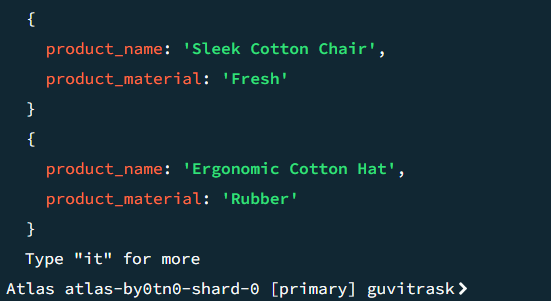 {
product_name: 'Sleek Cotton Chair',
product_material: 'Fresh'
}
{
product_name: 'Ergonomic Cotton Hat',
product_material: 'Rubber'
}
Type "it" for more
Atlas atlas-by0tn0-shard-0 [primary] guvitrask>